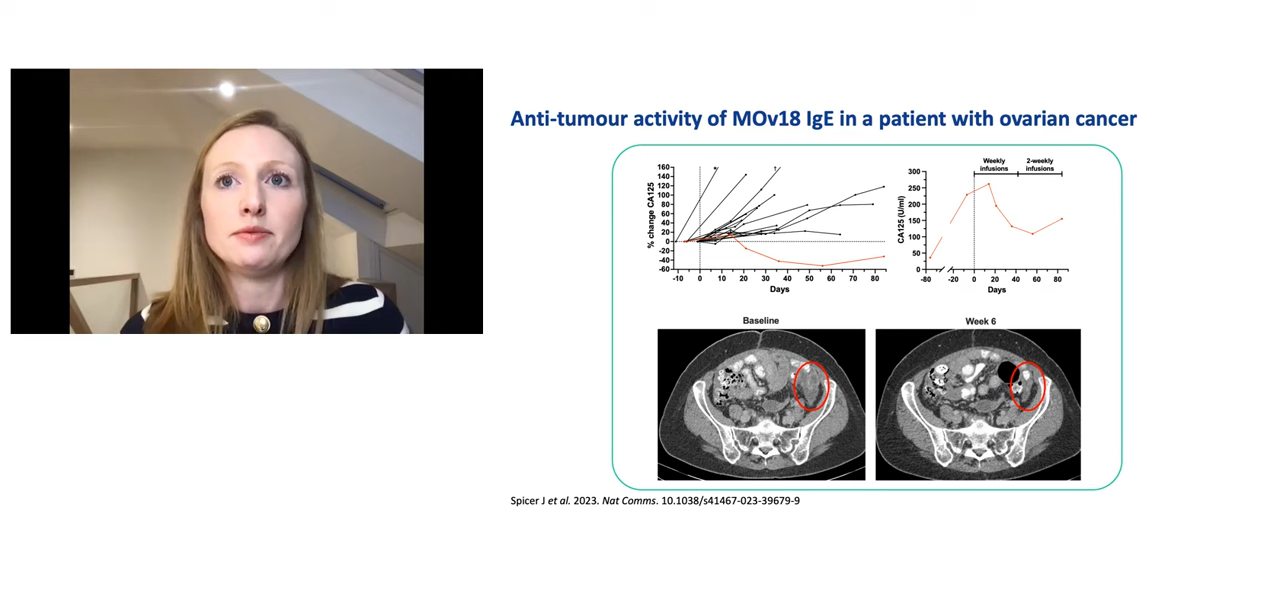 Anti-tumour activity of MOv18 IgE in a patient with ovarian cancer
% change CA125
160
140
120
100
80
60
40
20
0
-20
-40
-60
-10 0 10 20 30 40 50 60 70 80
Days
Weekly infusions
2-weekly infusions
CA125 (U/ml)
300
250
200
150
100
50
0
-80 -20 0 20 40 60 80
Days
Baseline
Week 6
Spicer J et al. 2023. Nat Comms. 10.1038/s41467-023-39679-9